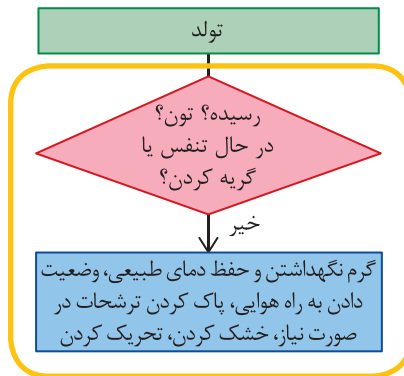 تولد
رسیده؟ تون؟
در حال تنفس یا
گریه کردن؟
خیر
گرم نگهداشتن و حفظ دمای طبیعی، وضعیت
دادن به راه هوایی، پاک کردن ترشحات در
صورت نیاز، خشک کردن، تحریک کردن